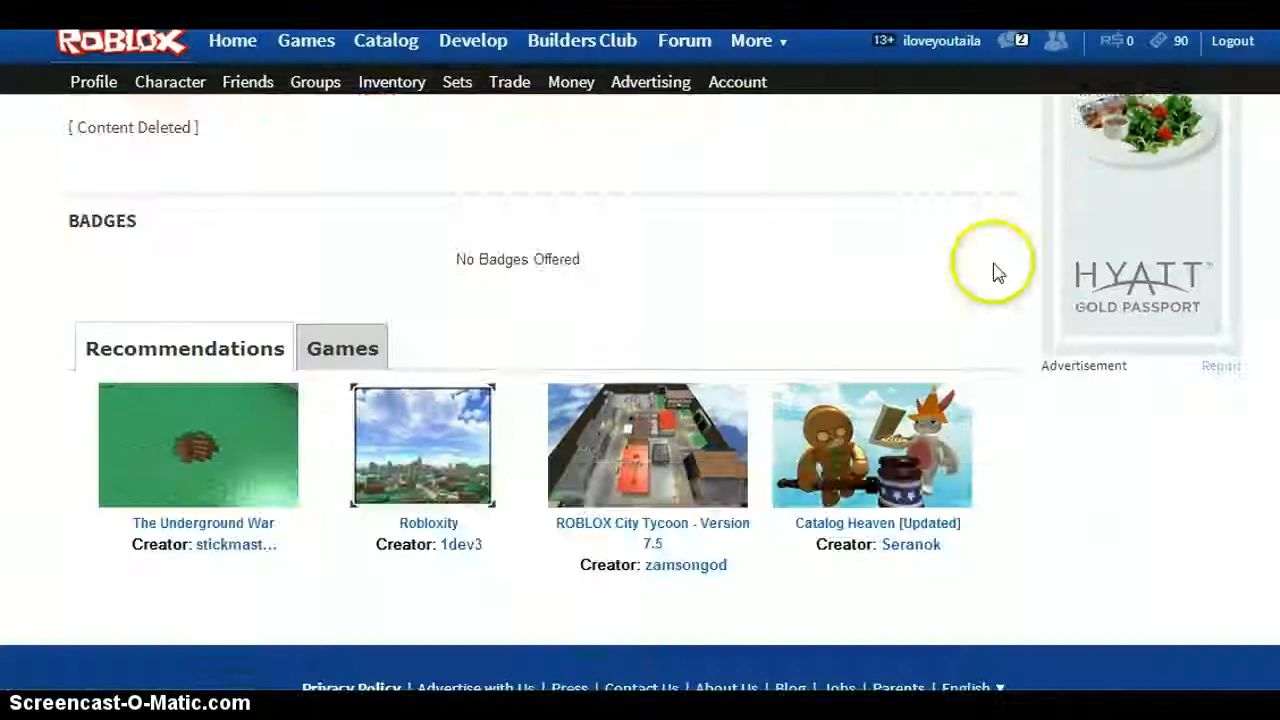 ROBLOX Home Games Catalog Develop Builders Club Forum More ▼ 13+ iloveyoutaila 2 R$ 0 90 Logout
Profile Character Friends Groups Inventory Sets Trade Money Advertising Account
[ Content Deleted ]
BADGES
No Badges Offered
HYATT
GOLD PASSPORT
Advertisement Report
Recommendations Games
The Underground War Robloxity ROBLOX City Tycoon - Version 7.5 Catalog Heaven [Updated]
Creator: stickmast... Creator: 1dev3 Creator: zamsongod Creator: Seranok
Privacy Policy | Advertise with Us | Press | Contact Us | About Us | Blog | Jobs | Parents | English ▼
Screencast-O-Matic.com